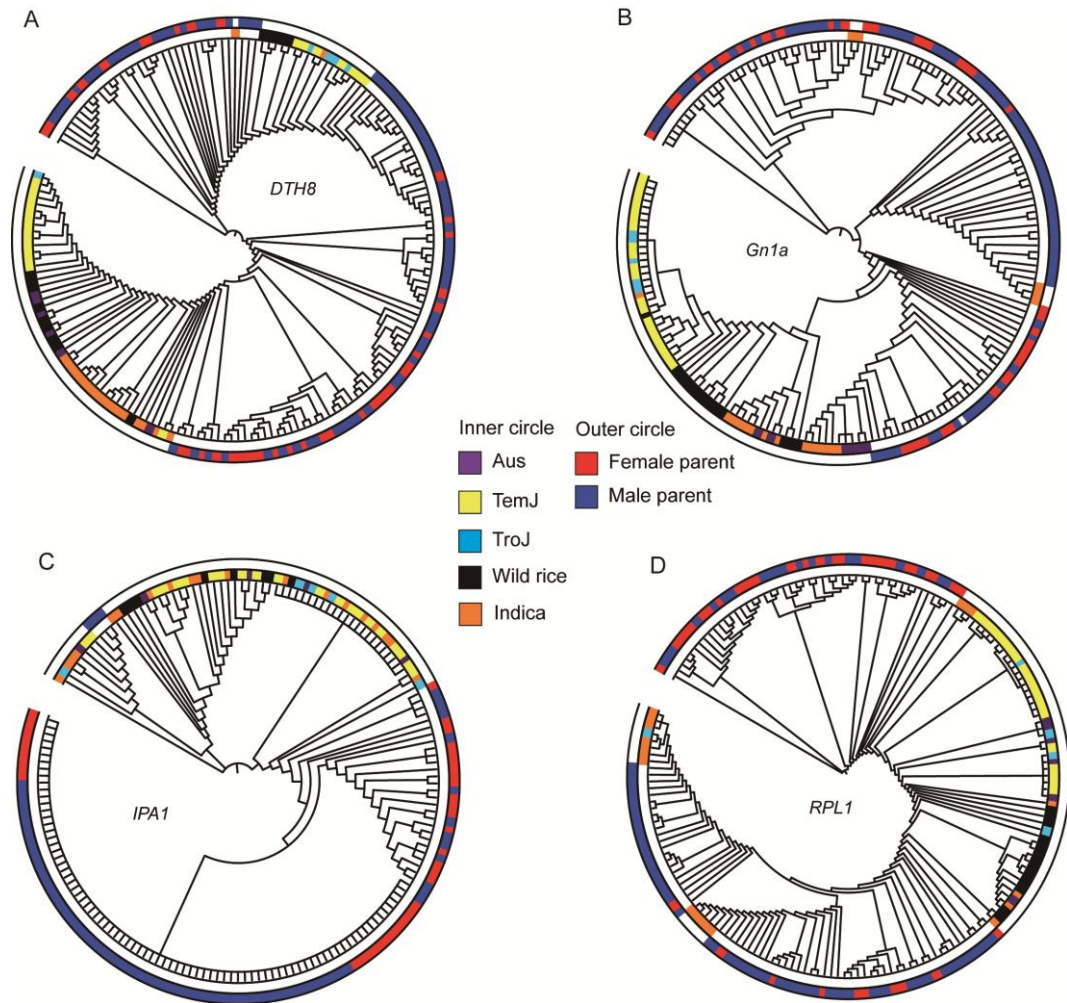 A
B
DTH8
Gn1a
Inner circle
Outer circle
Aus
Female parent
TemJ
Male parent
TroJ
Wild rice
Indica
C
D
IPA1
RPL1